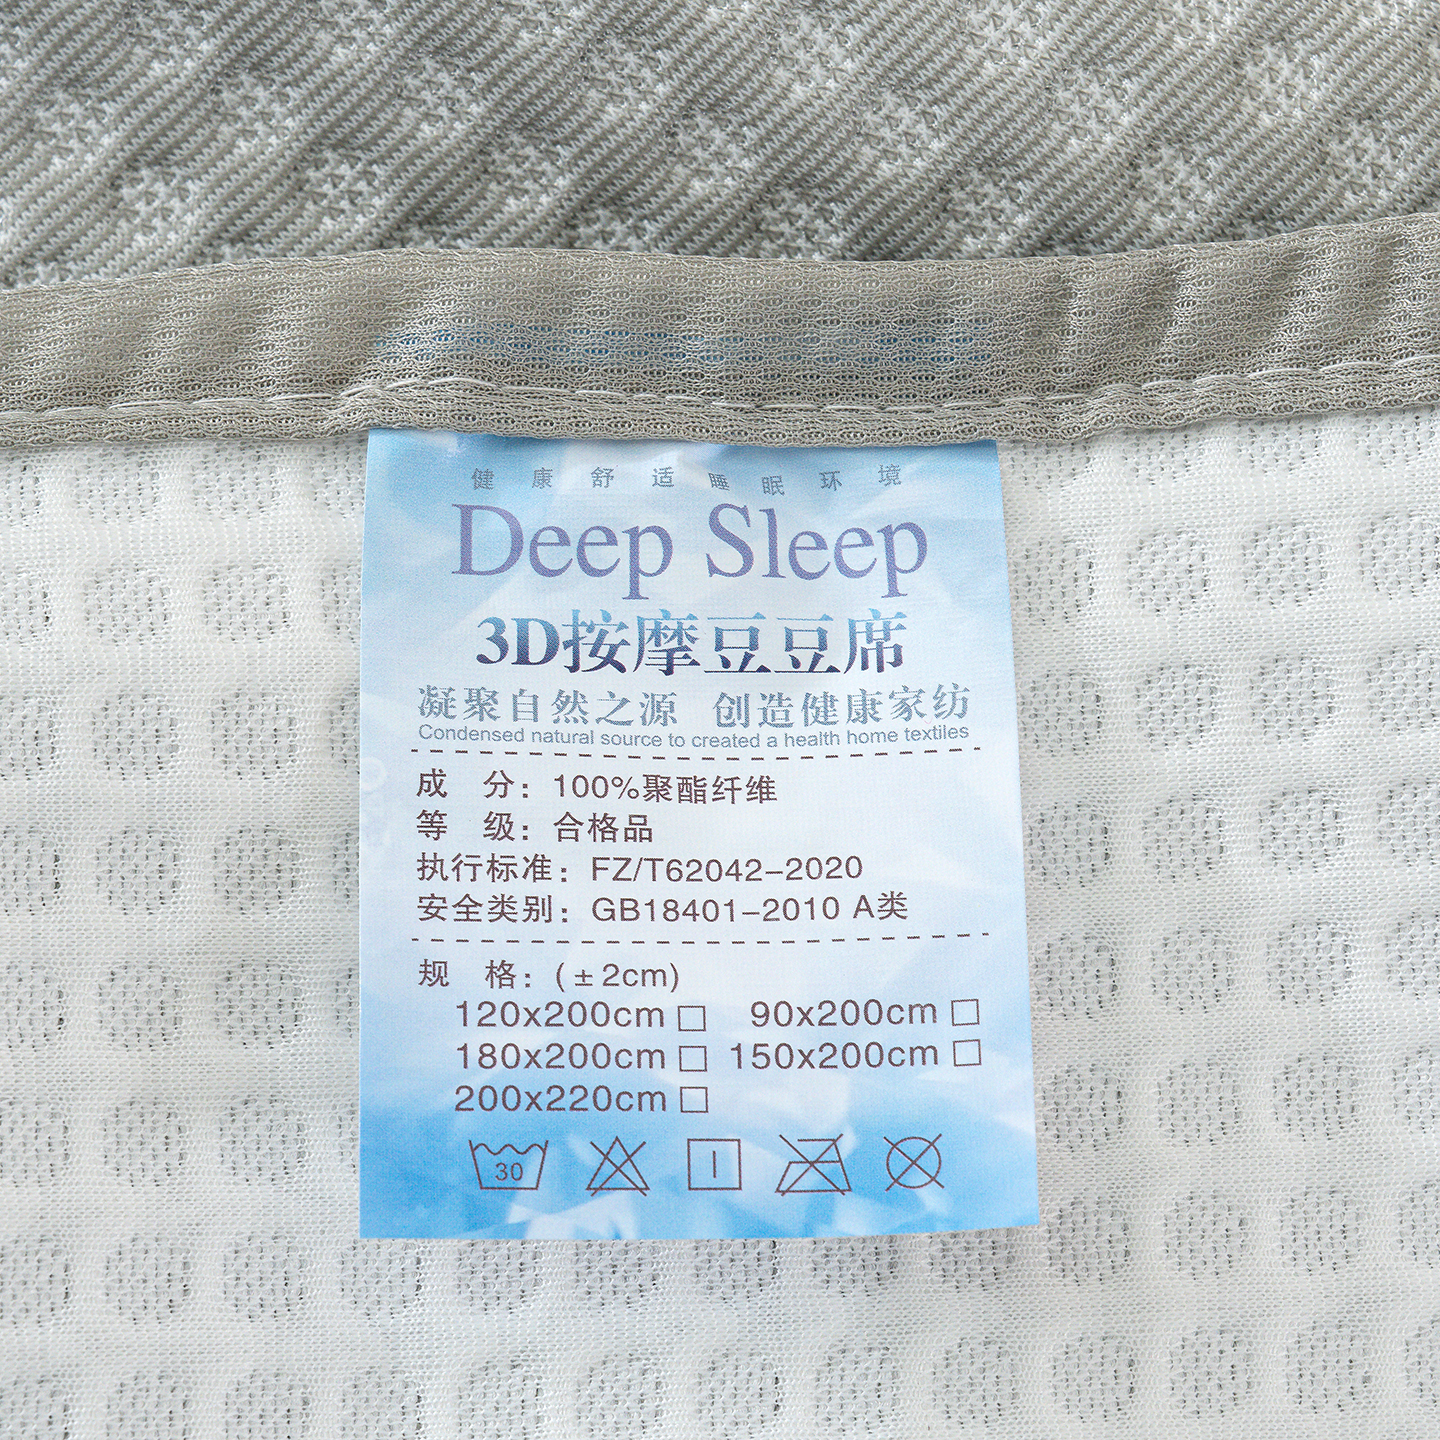 健康舒适睡眠环境
Deep Sleep
3D按摩豆豆席
凝聚自然之源 创造健康家纺
Condensed natural source to created a health home textiles
成 分：100%聚酯纤维
等 级：合格品
执行标准：FZ/T62042-2020
安全类别：GB18401-2010 A类
规 格：(±2cm)
120x200cm□ 90x200cm□
180x200cm□ 150x200cm□
200x220cm□
30